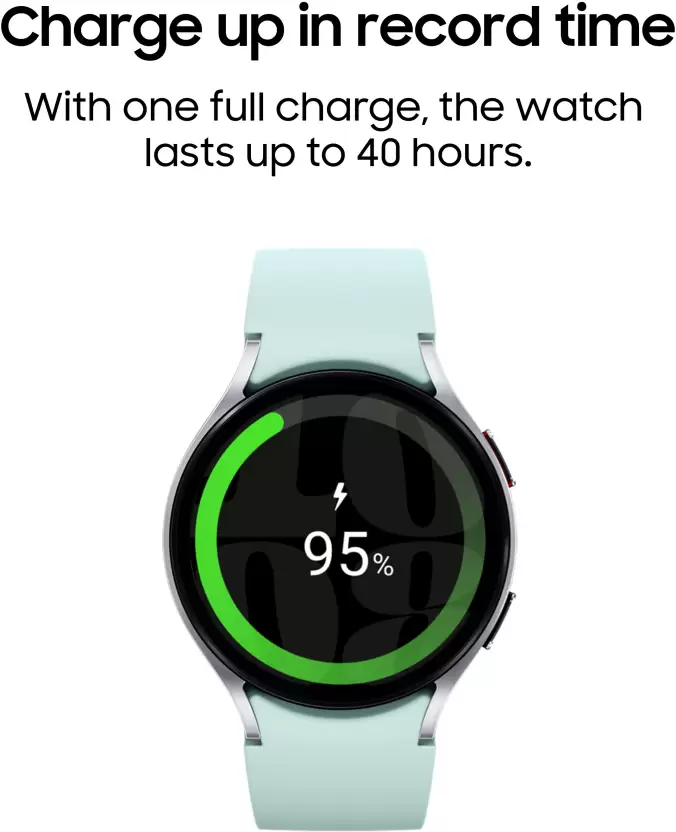 Charge up in record time
With one full charge, the watch
lasts up to 40 hours.
95%